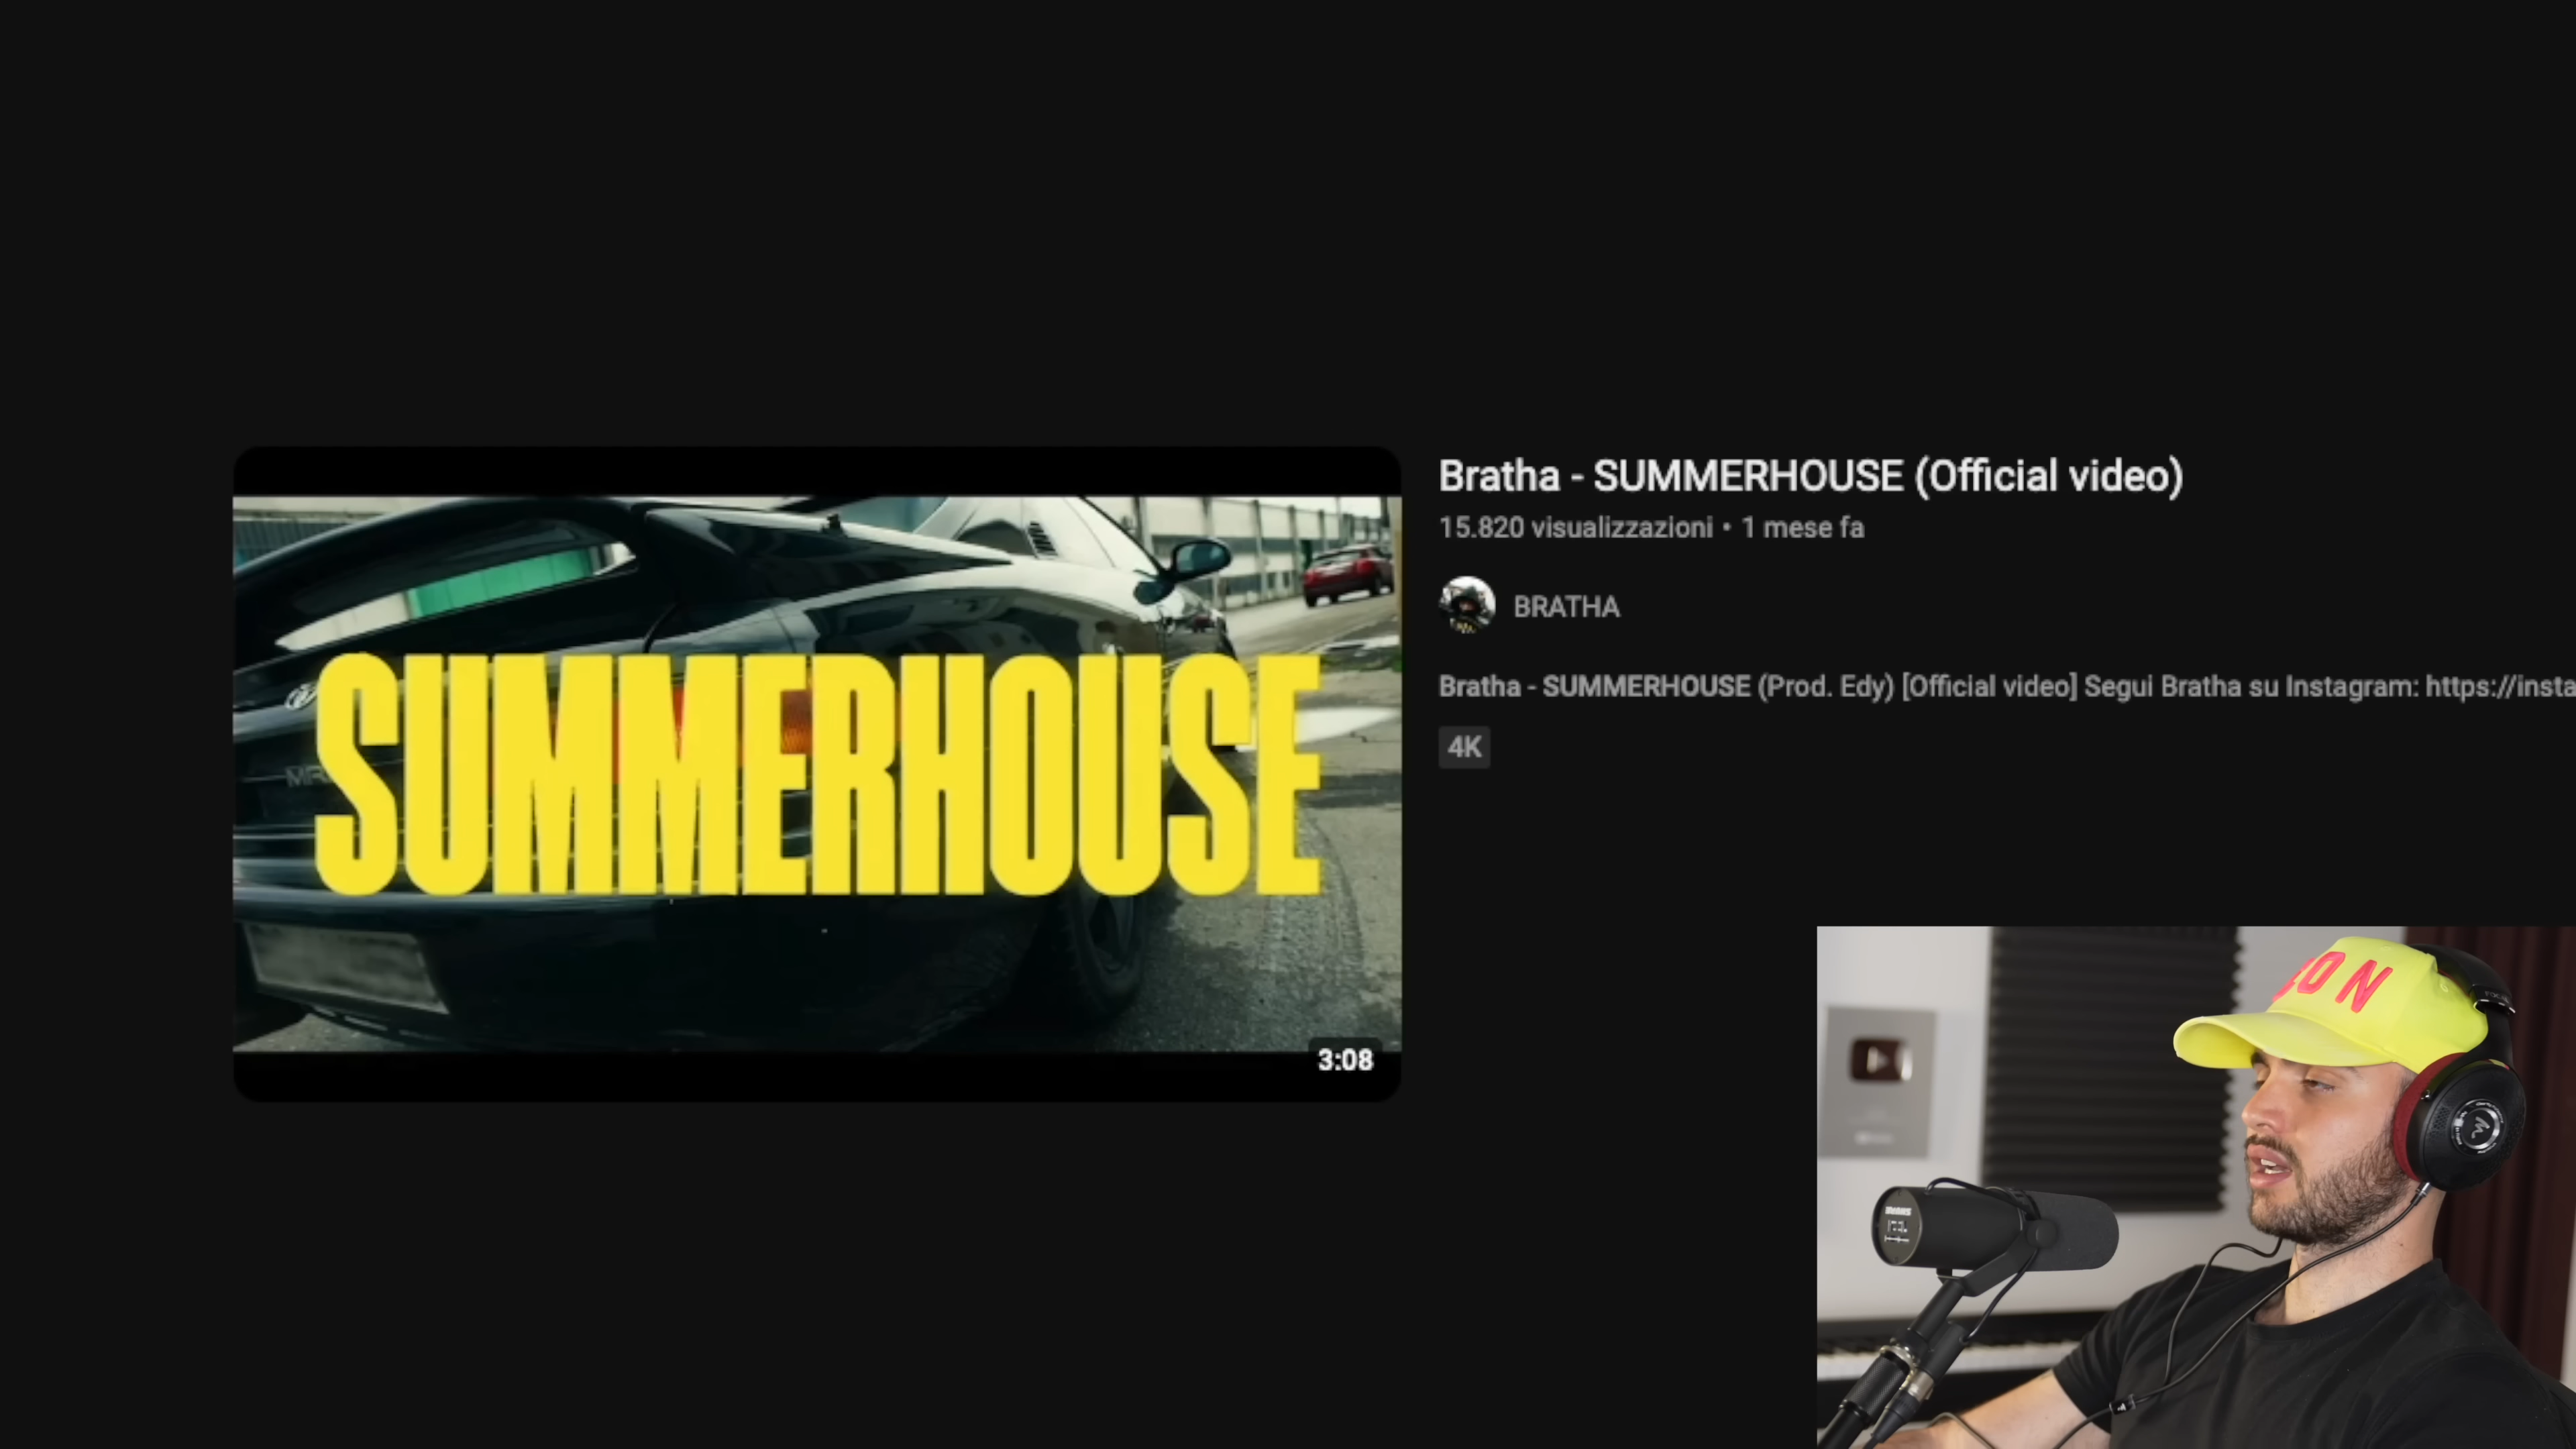 Bratha - SUMMERHOUSE (Official video)
15.820 visualizzazioni • 1 mese fa
BRATHA
Bratha - SUMMERHOUSE (Prod. Edy) [Official video] Segui Bratha su Instagram: https://insta
4K
SUMMERHOUSE
3:08
ON